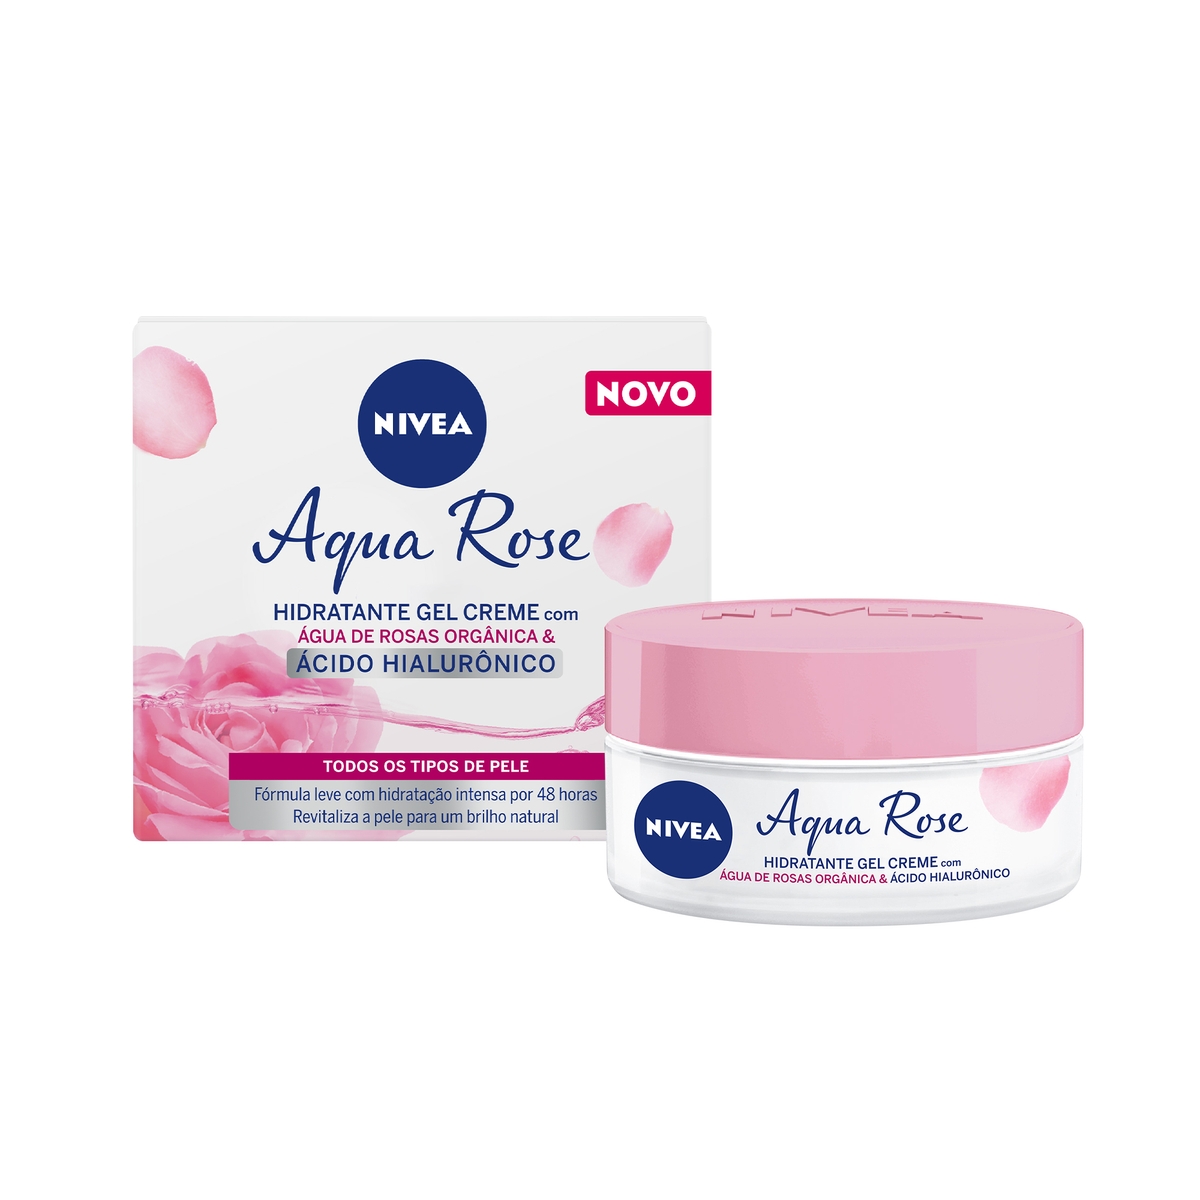 NOVO
NIVEA
Aqua Rose
HIDRATANTE GEL CREME com
ÁGUA DE ROSAS ORGÂNICA &
ÁCIDO HIALURÔNICO
TODOS OS TIPOS DE PELE
Fórmula leve com hidratação intensa por 48 horas
Revitaliza a pele para um brilho natural
NIVEA
NIVEA
Aqua Rose
HIDRATANTE GEL CREME com
ÁGUA DE ROSAS ORGÂNICA & ÁCIDO HIALURÔNICO